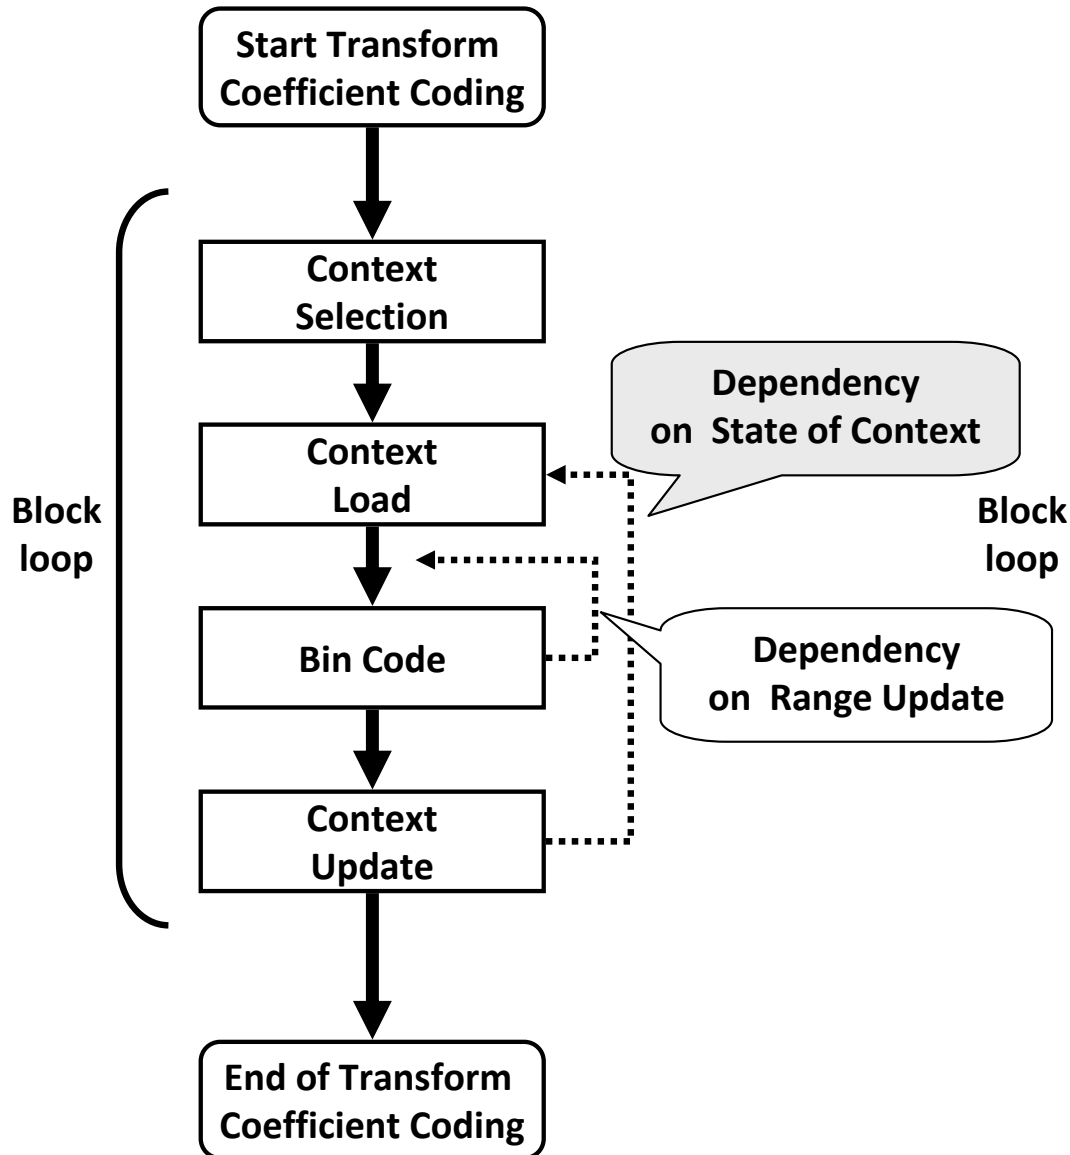 Start Transform
Coefficient Coding
Context
Selection
Dependency
on State of Context
Context
Load
Block
loop
Block
loop
Bin Code
Dependency
on Range Update
Context
Update
End of Transform
Coefficient Coding